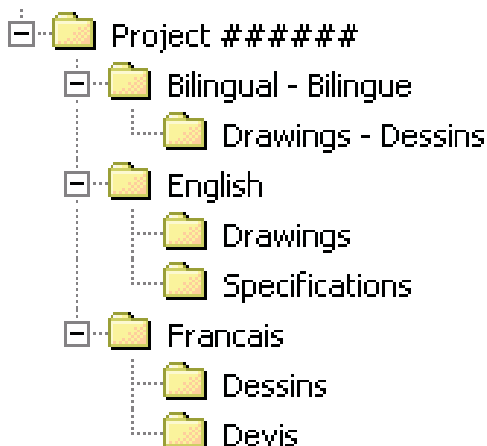 Project ######
Bilingual - Bilingue
Drawings - Dessins
English
Drawings
Specifications
Francais
Dessins
Devis